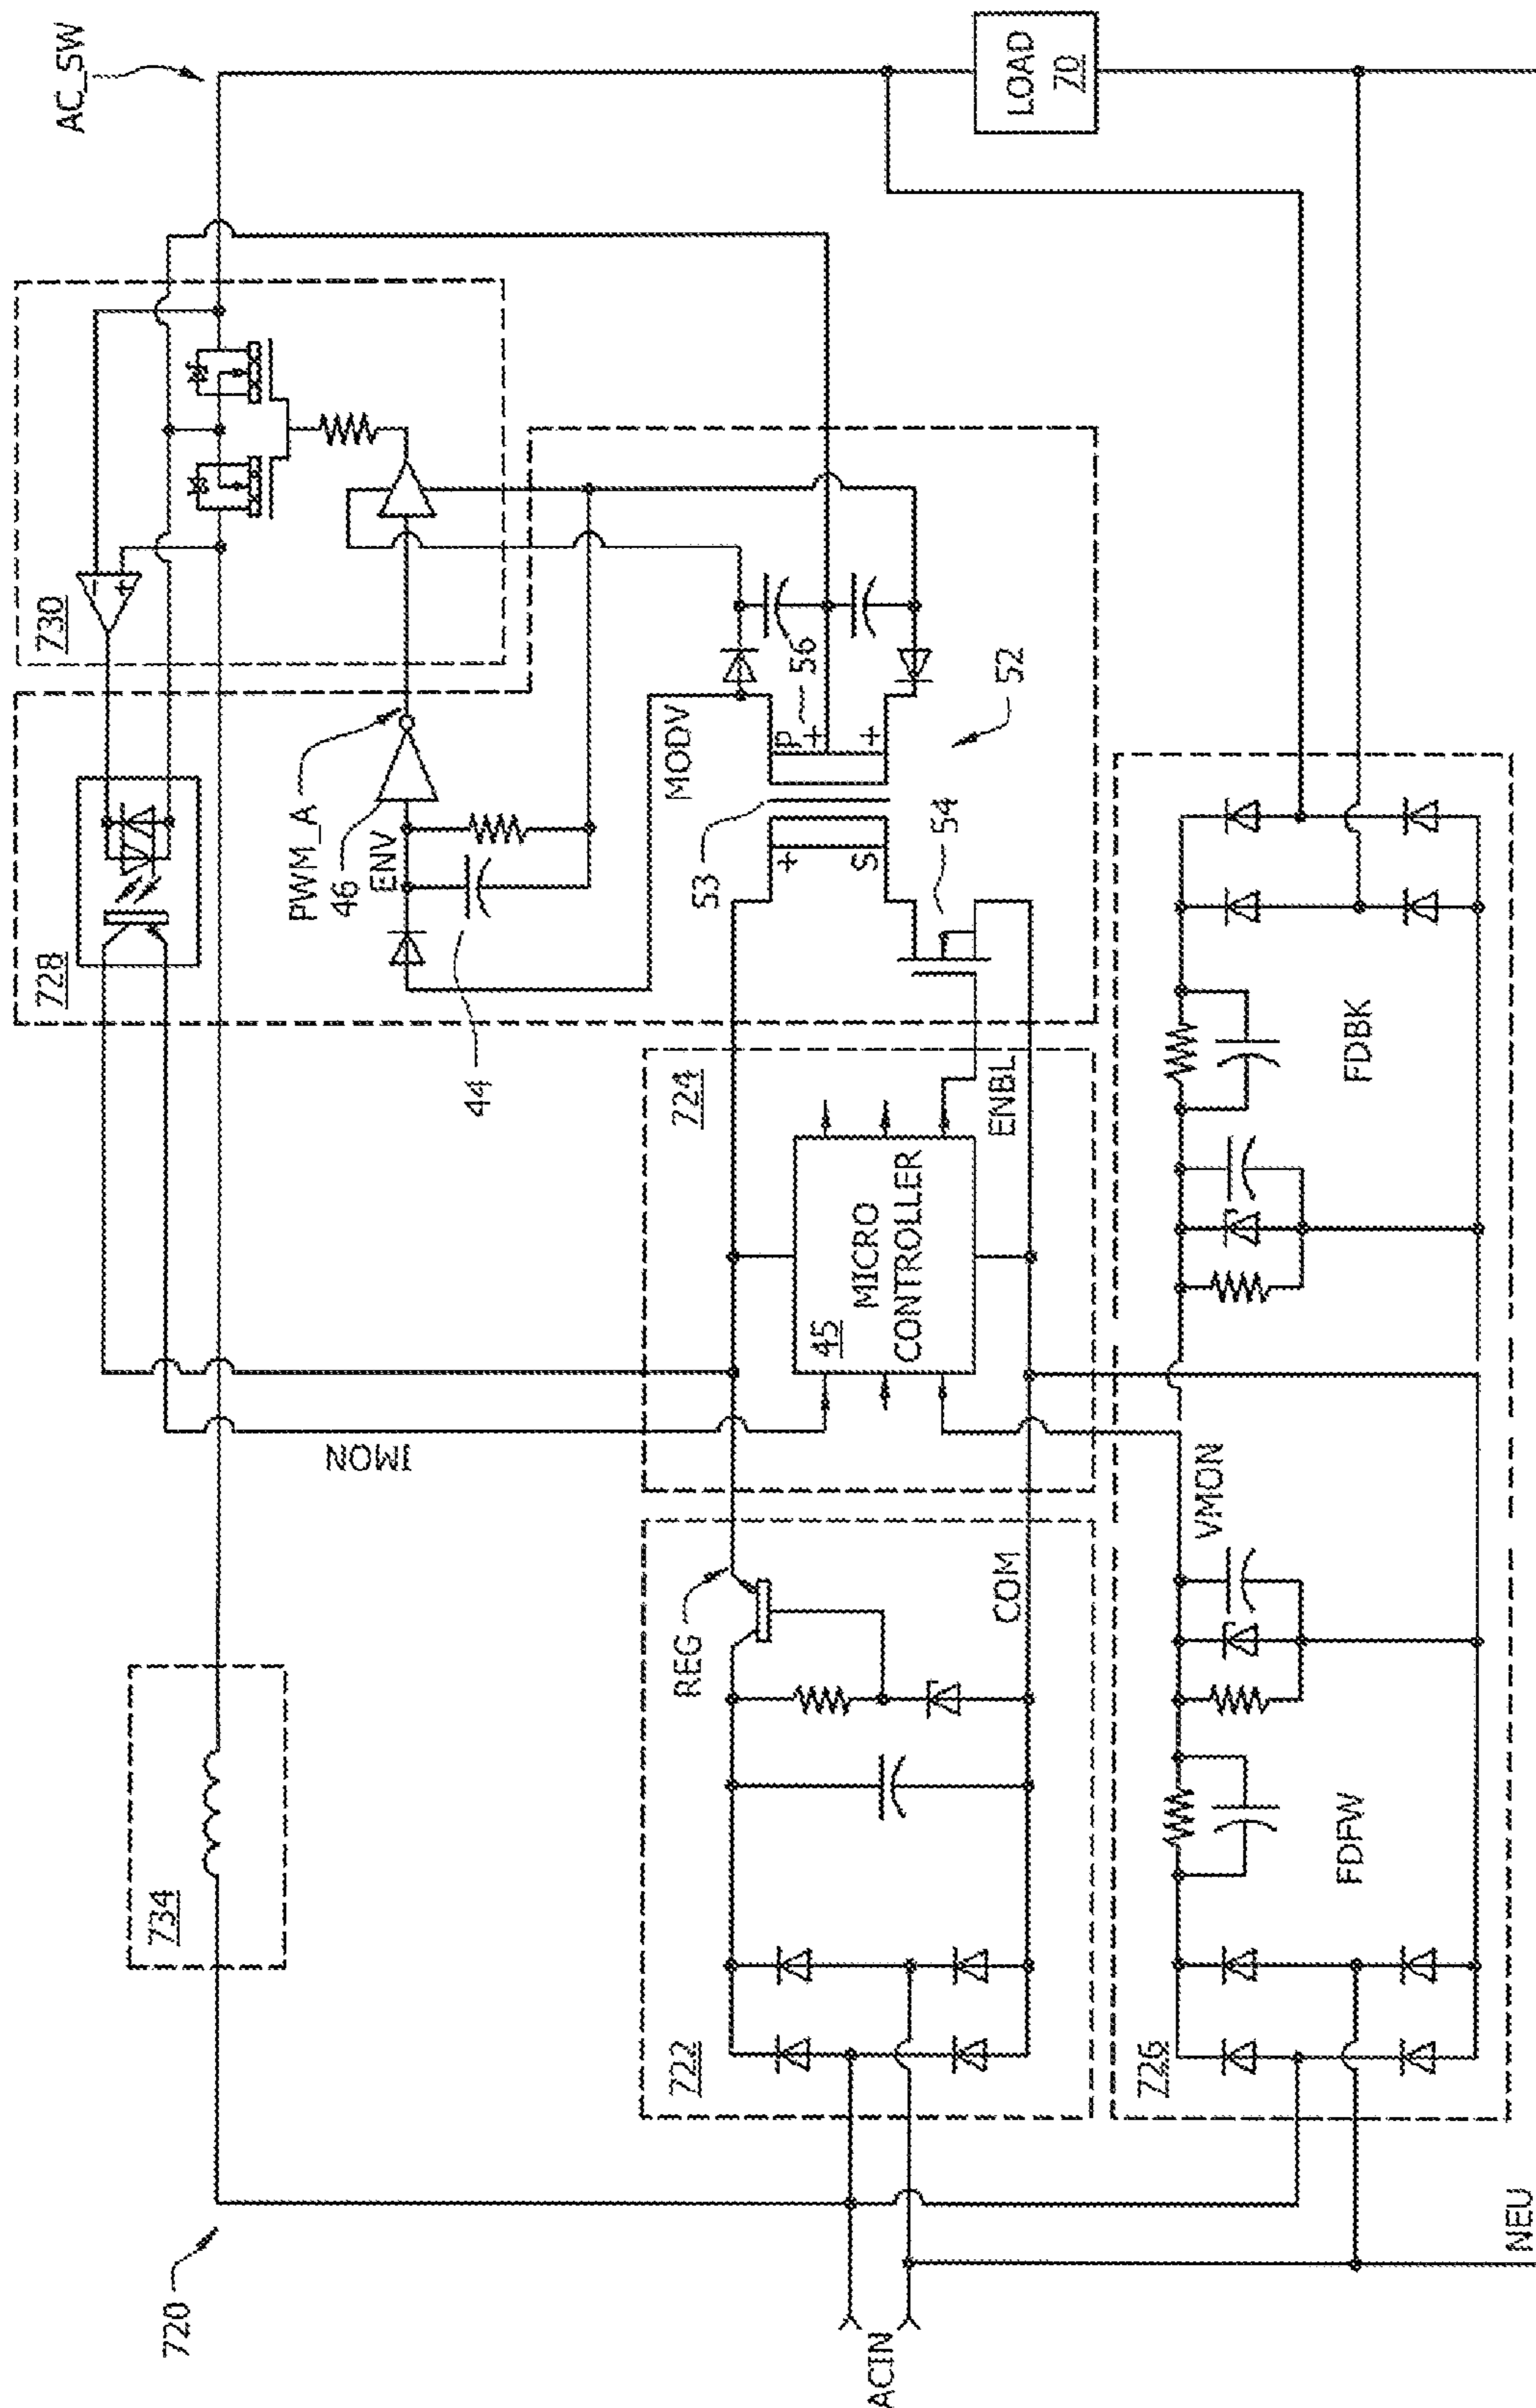 720
734
AC_SW
730
728
IMON
PWM_A
46
ENV
44
MODV
P
+
56
+
53
+
S
54
52
722
REG
COM
724
45
MICRO
CONTROLLER
ENBL
ACIN
726
FDFW
VMON
FDBK
LOAD
70
NEU